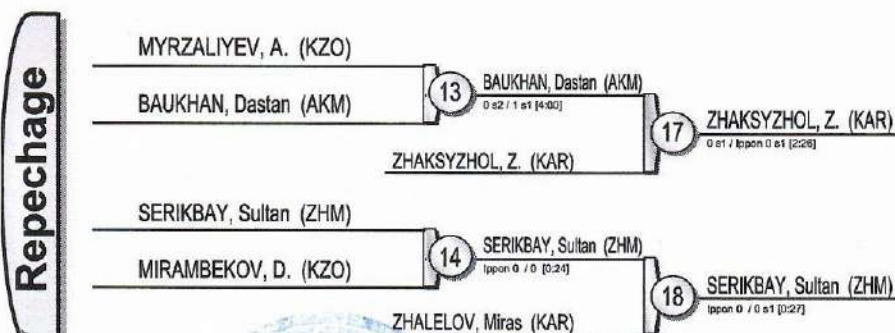 Repechage
MYRZALIYEV, A. (KZO)
BAUKHAN, Dastan (AKM)
13
BAUKHAN, Dastan (AKM)
0 s2 / 1 s1 [4:00]
ZHAKSYZHOL, Z. (KAR)
17
ZHAKSYZHOL, Z. (KAR)
0 s1 / Ippon 0 s1 [2:26]
SERIKBAY, Sultan (ZHM)
MIRAMBEKOV, D. (KZO)
14
SERIKBAY, Sultan (ZHM)
Ippon 0 / 0 [0:24]
ZHALELOV, Miras (KAR)
18
SERIKBAY, Sultan (ZHM)
Ippon 0 / 0 s1 [0:27]